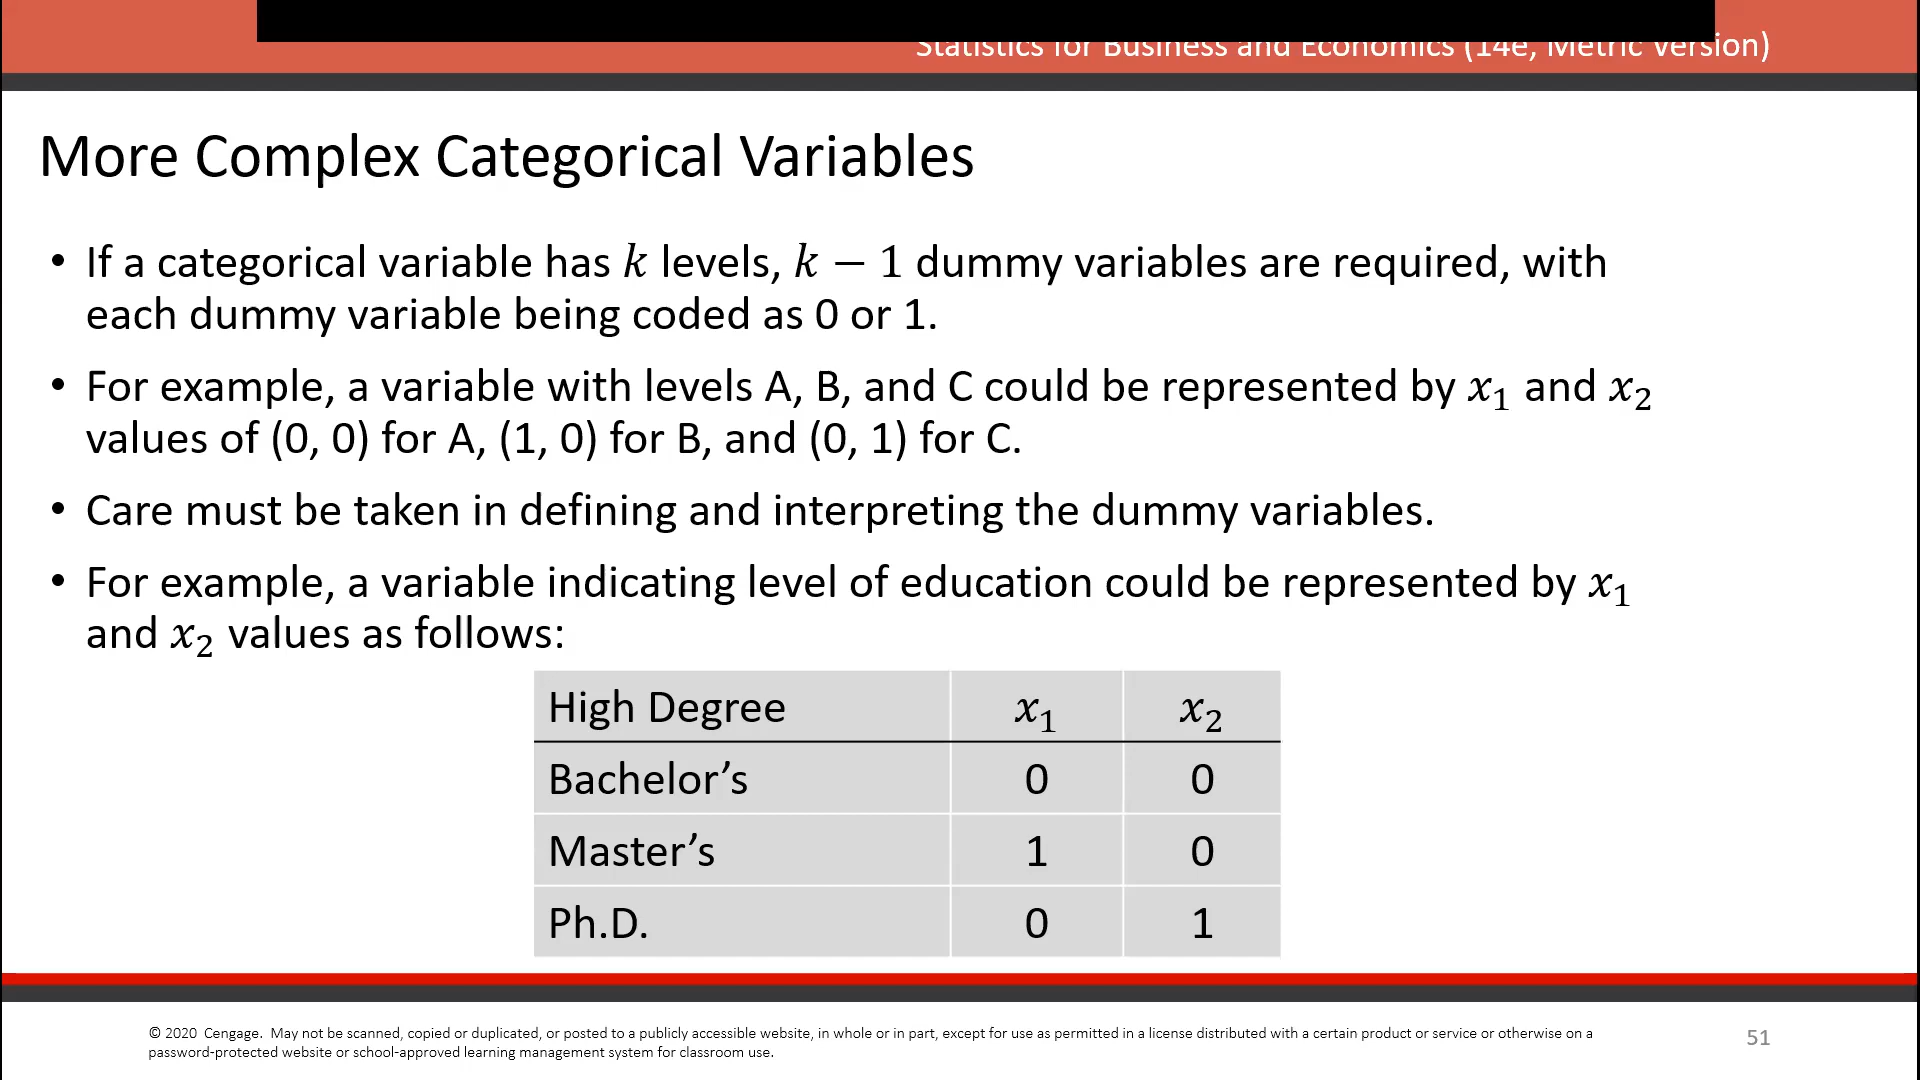 Statistics for Business and Economics (14e, Metric Version)
More Complex Categorical Variables
• If a categorical variable has 𝑘 levels, 𝑘 − 1 dummy variables are required, with
each dummy variable being coded as 0 or 1.
• For example, a variable with levels A, B, and C could be represented by 𝑥₁ and 𝑥₂
values of (0, 0) for A, (1, 0) for B, and (0, 1) for C.
• Care must be taken in defining and interpreting the dummy variables.
• For example, a variable indicating level of education could be represented by 𝑥₁
and 𝑥₂ values as follows:
High Degree 𝑥₁ 𝑥₂
Bachelor’s 0 0
Master’s 1 0
Ph.D. 0 1
© 2020 Cengage. May not be scanned, copied or duplicated, or posted to a publicly accessible website, in whole or in part, except for use as permitted in a license distributed with a certain product or service or otherwise on a
password-protected website or school-approved learning management system for classroom use.
51